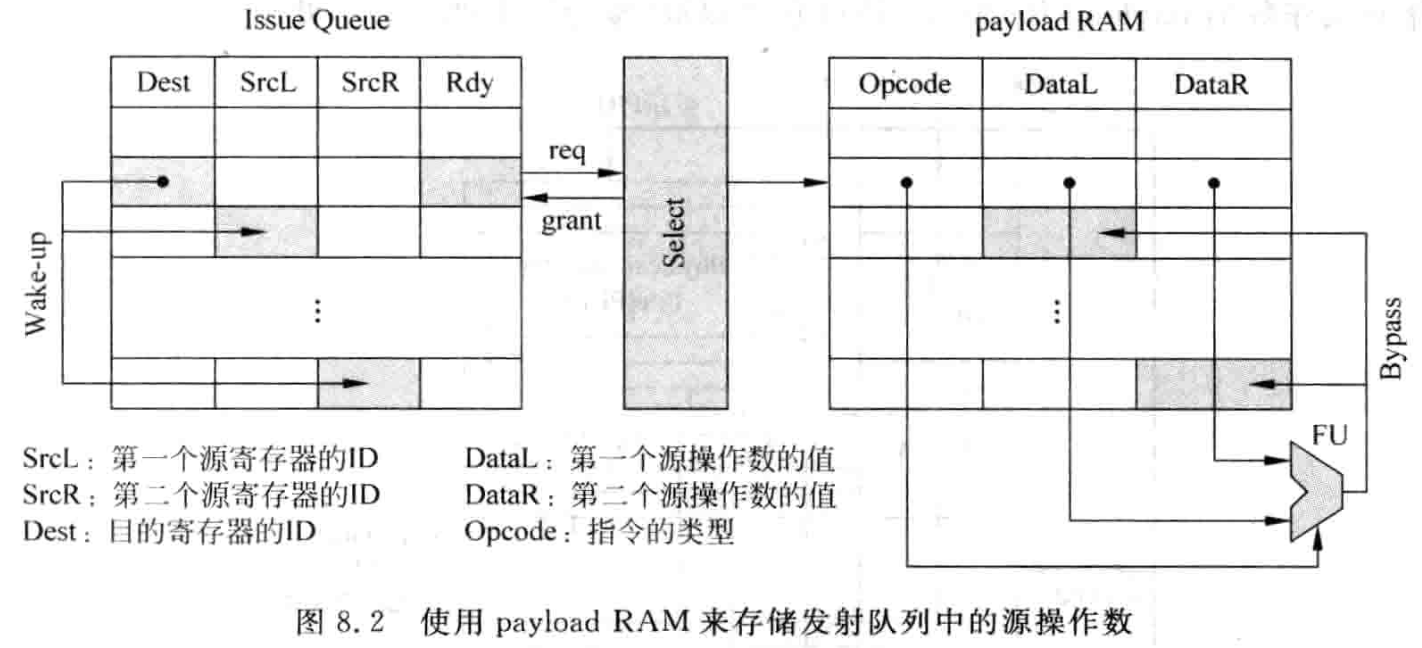 Issue Queue
payload RAM
Dest SrcL SrcR Rdy
Opcode DataL DataR
req
grant
Select
Wake-up
⋮
⋮
Bypass
FU
SrcL：第一个源寄存器的ID
DataL：第一个源操作数的值
SrcR：第二个源寄存器的ID
DataR：第二个源操作数的值
Dest：目的寄存器的ID
Opcode：指令的类型
图 8.2 使用 payload RAM 来存储发射队列中的源操作数